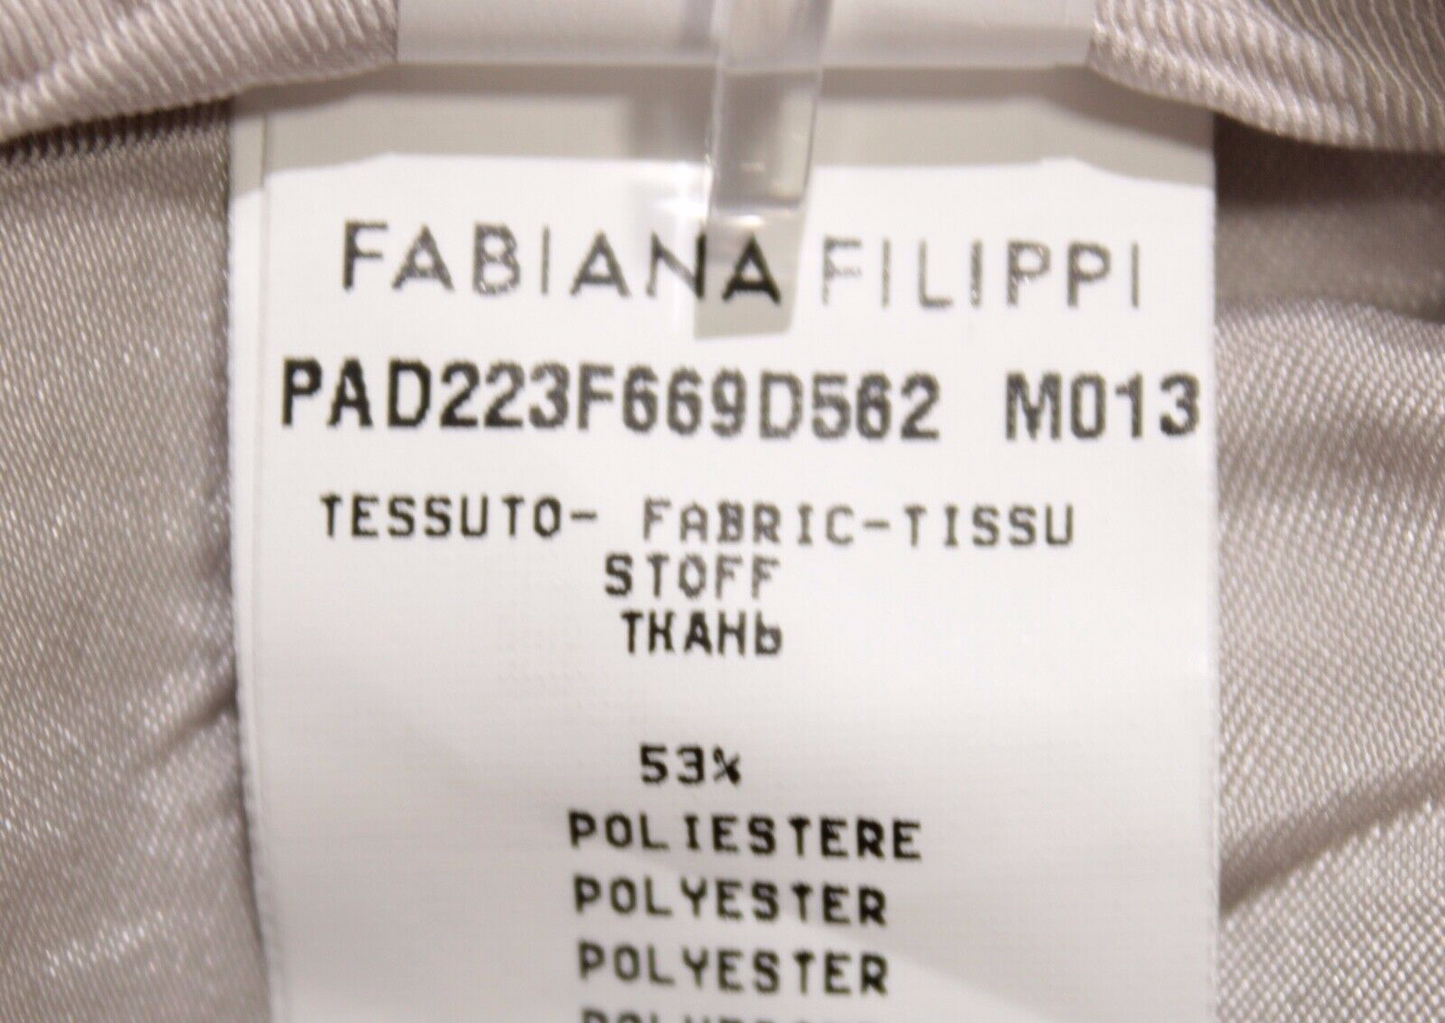 FABIANA FILIPPI
PAD223F669D562 M013
TESSUTO- FABRIC-TISSU
STOFF
ТКАНЬ
53%
POLIESTERE
POLYESTER
POLYESTER